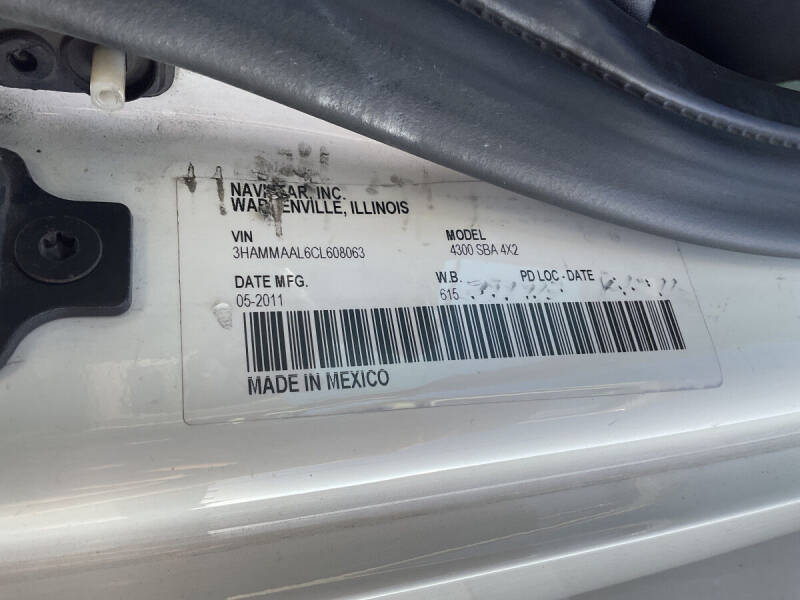 NAVISTAR, INC.
WARRENVILLE, ILLINOIS
VIN MODEL
3HAMMAAL6CL608063 4300 SBA 4X2
DATE MFG. W.B. PD LOC - DATE
05-2011 615
MADE IN MEXICO